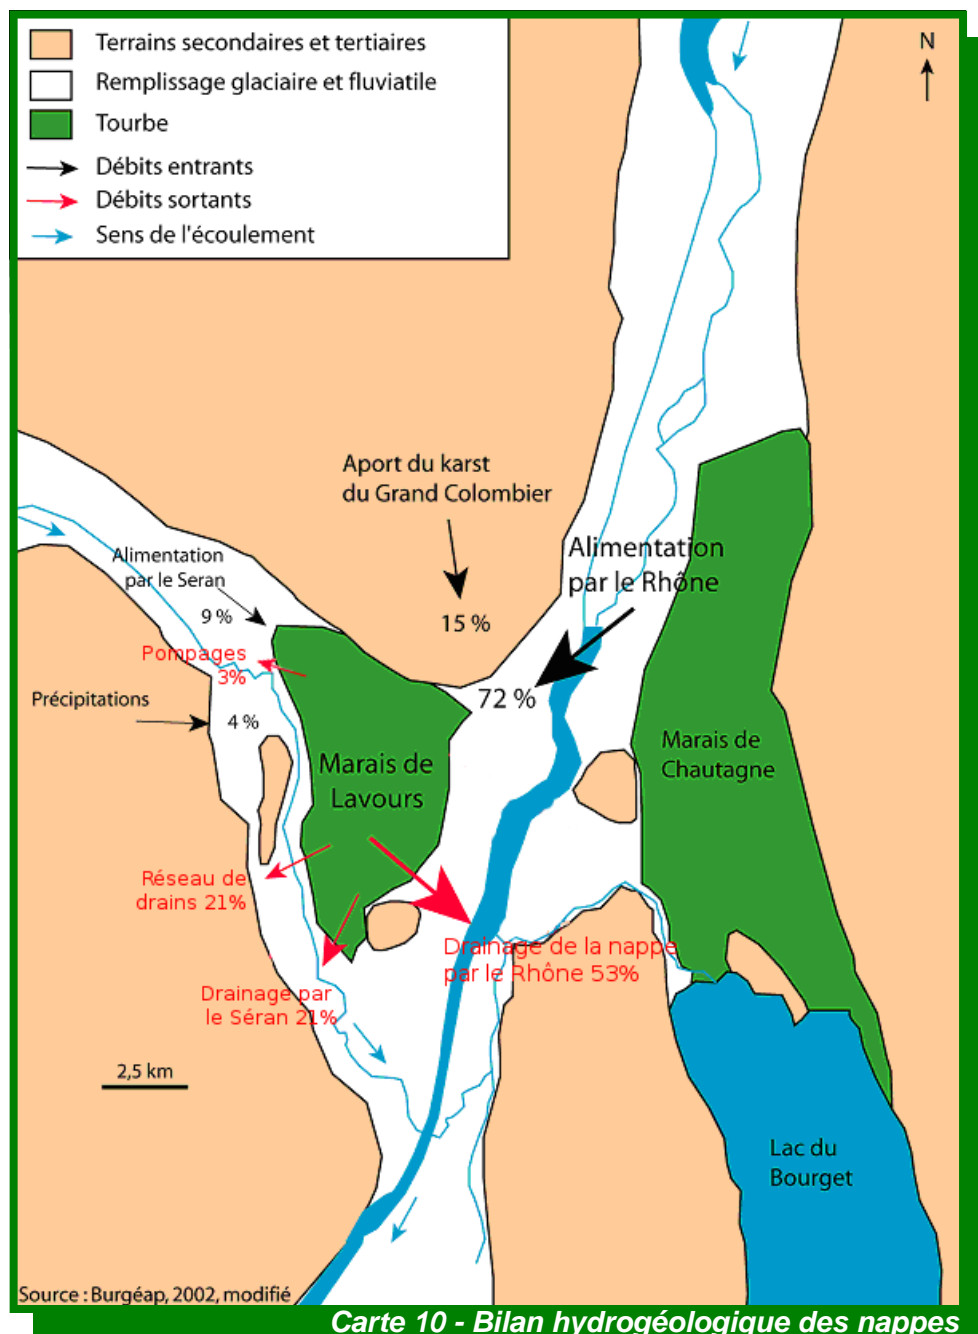 Terrains secondaires et tertiaires
Remplissage glaciaire et fluviatile
Tourbe
Débits entrants
Débits sortants
Sens de l'écoulement
N
Aport du karst
du Grand Colombier
15 %
Alimentation
par le Rhône
72 %
Alimentation
par le Seran
9 %
Pompages
3%
Précipitations
4 %
Marais de
Lavours
Marais de
Chautagne
Réseau de
drains 21%
Drainage de la nappe
par le Rhône 53%
Drainage par
le Séran 21%
2,5 km
Lac du
Bourget
Source : Burgéap, 2002, modifié
Carte 10 - Bilan hydrogéologique des nappes